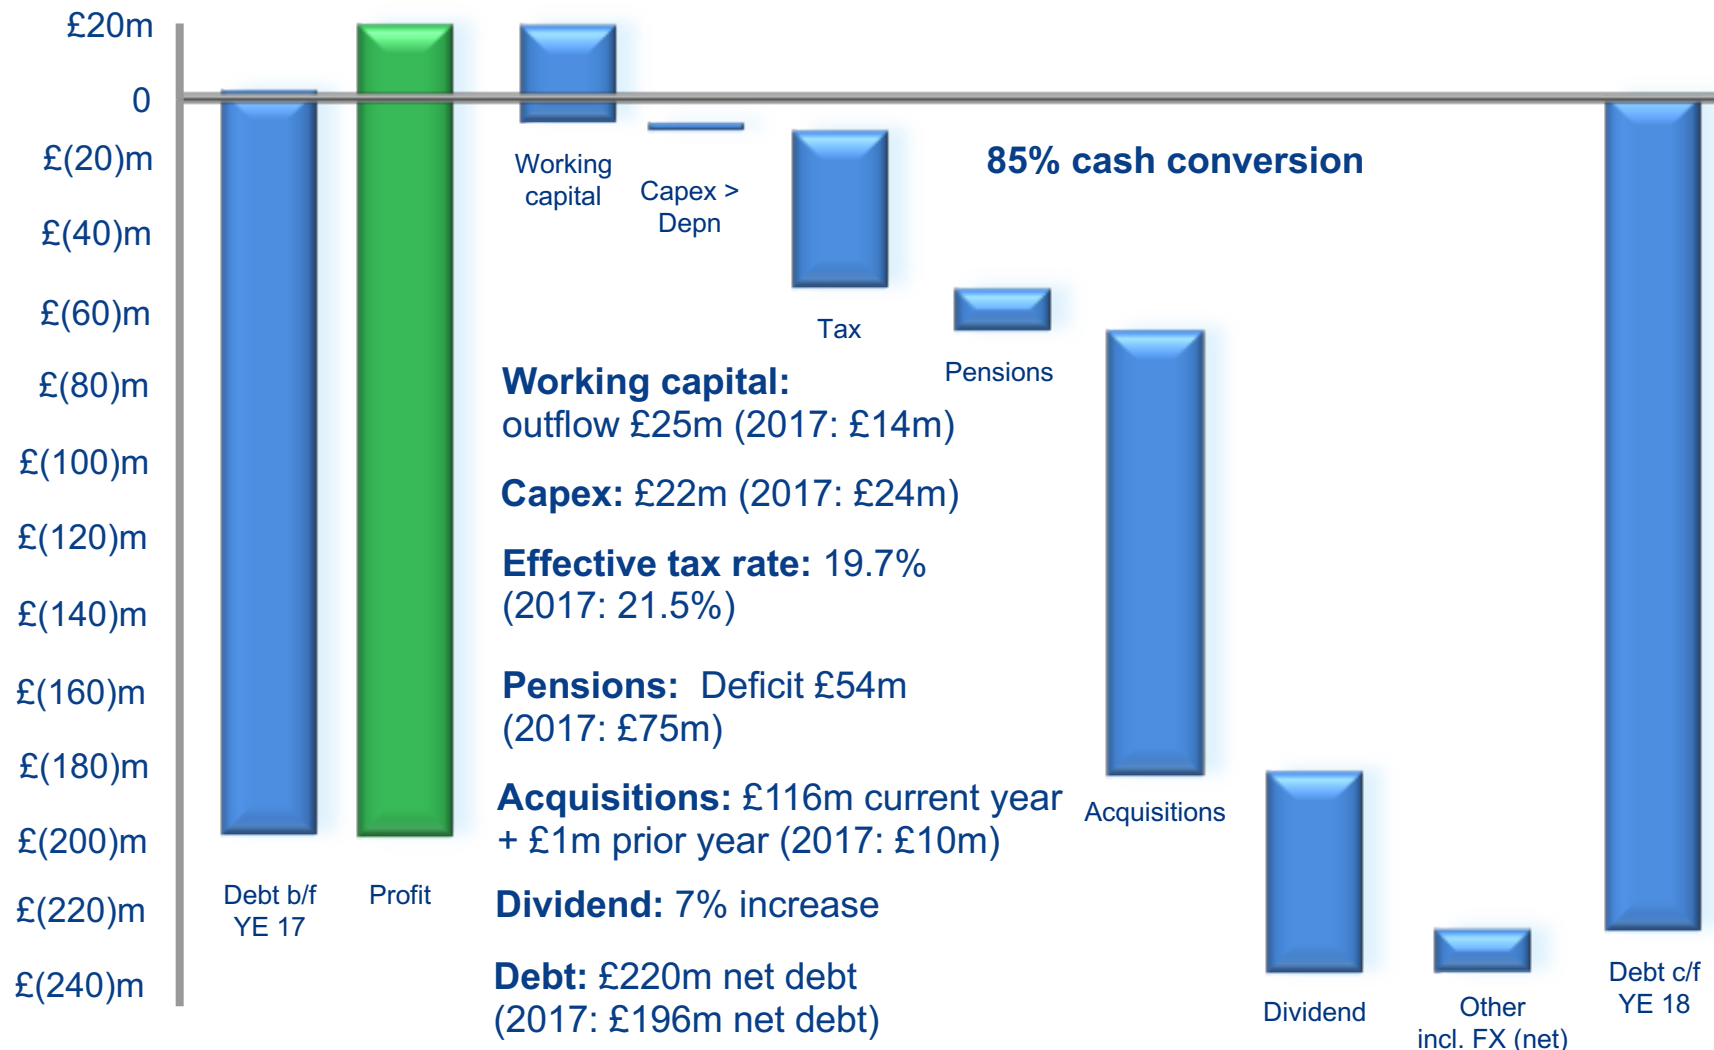 £20m
0
£(20)m
£(40)m
£(60)m
£(80)m
£(100)m
£(120)m
£(140)m
£(160)m
£(180)m
£(200)m
£(220)m
£(240)m
Debt b/f
YE 17
Profit
Working
capital
Capex >
Depn
Tax
Pensions
Acquisitions
Dividend
Other
incl. FX (net)
Debt c/f
YE 18
85% cash conversion
Working capital:
outflow £25m (2017: £14m)
Capex: £22m (2017: £24m)
Effective tax rate: 19.7%
(2017: 21.5%)
Pensions: Deficit £54m
(2017: £75m)
Acquisitions: £116m current year
+ £1m prior year (2017: £10m)
Dividend: 7% increase
Debt: £220m net debt
(2017: £196m net debt)